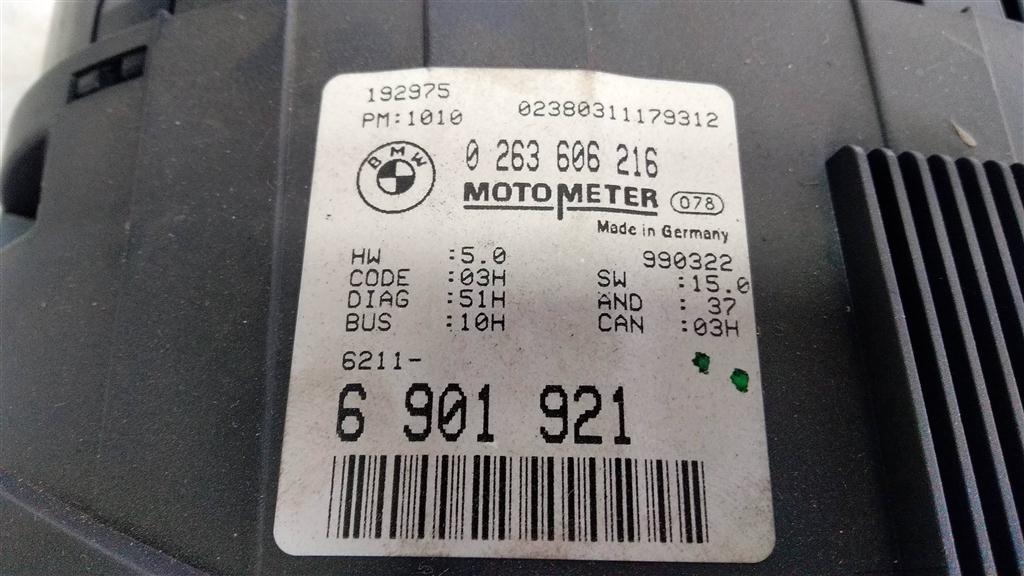 192975
PM:1010 02380311179312
BMW
0 263 606 216
MOTOMETER 078
Made in Germany
HW :5.0 990322
CODE :03H SW :15.0
DIAG :51H AND : 37
BUS :10H CAN :03H
6211-
6 901 921